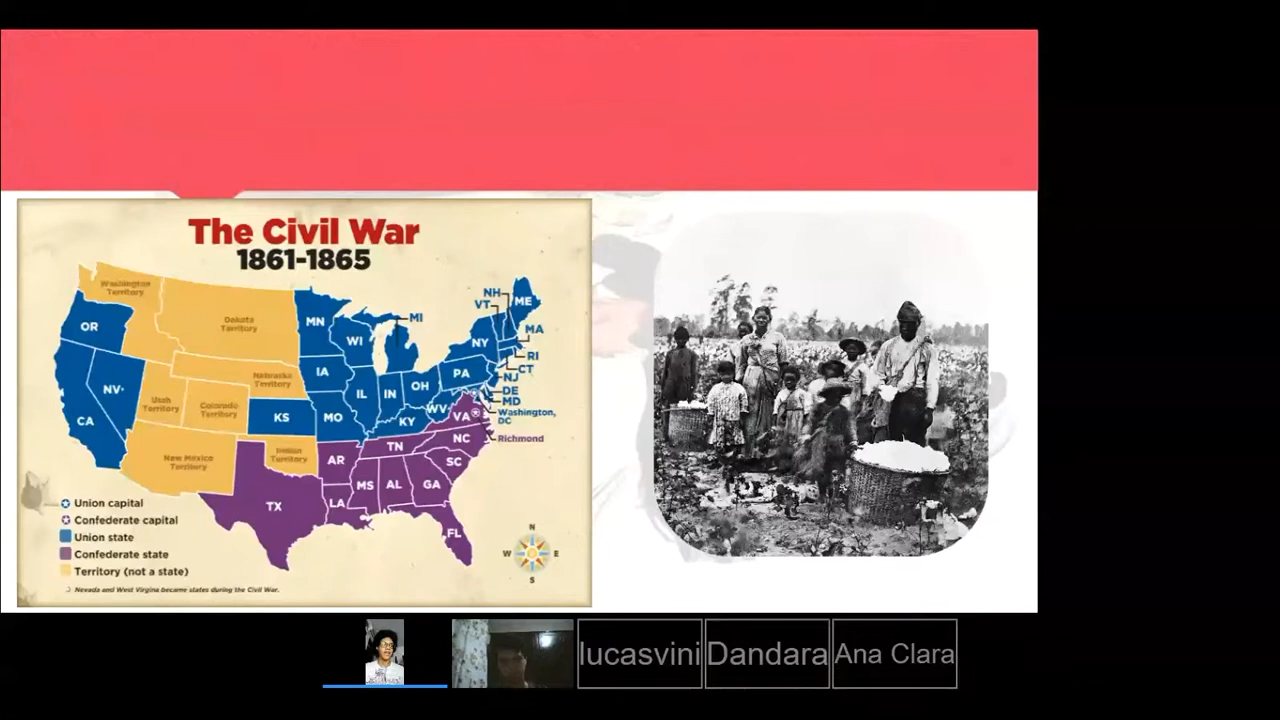 The Civil War
1861-1865
Washington
Territory
OR
Dakota
Territory
MN
WI
MI
NH
VT
ME
MA
NY
RI
CT
NJ
PA
DE
MD
Washington,
DC
Nebraska
Territory
IA
IL
IN
OH
NV
CA
Utah
Territory
Colorado
Territory
KS
MO
KY
WV
VA
Richmond
New Mexico
Territory
Indian
Territory
AR
TN
NC
SC
TX
LA
MS
AL
GA
FL
Union capital
Confederate capital
Union state
Confederate state
Territory (not a state)
Nevada and West Virgina became states during the Civil War.
N
W
E
S
lucasvini
Dandara
Ana Clara